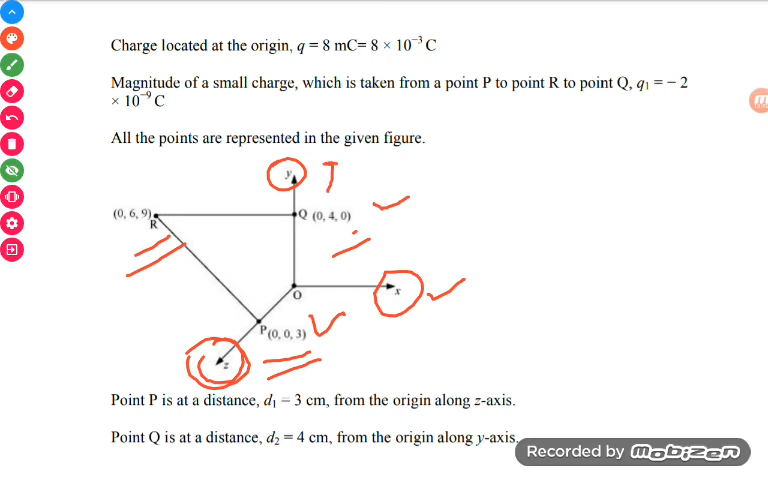 Charge located at the origin, q = 8 mC= 8 × 10⁻³ C
Magnitude of a small charge, which is taken from a point P to point R to point Q, q₁ = − 2
× 10⁻⁹ C
All the points are represented in the given figure.
y
(0, 6, 9)
R
Q (0, 4, 0)
x
O
P (0, 0, 3)
z
Point P is at a distance, d₁ = 3 cm, from the origin along z-axis.
Point Q is at a distance, d₂ = 4 cm, from the origin along y-axis.
Recorded by mobizen